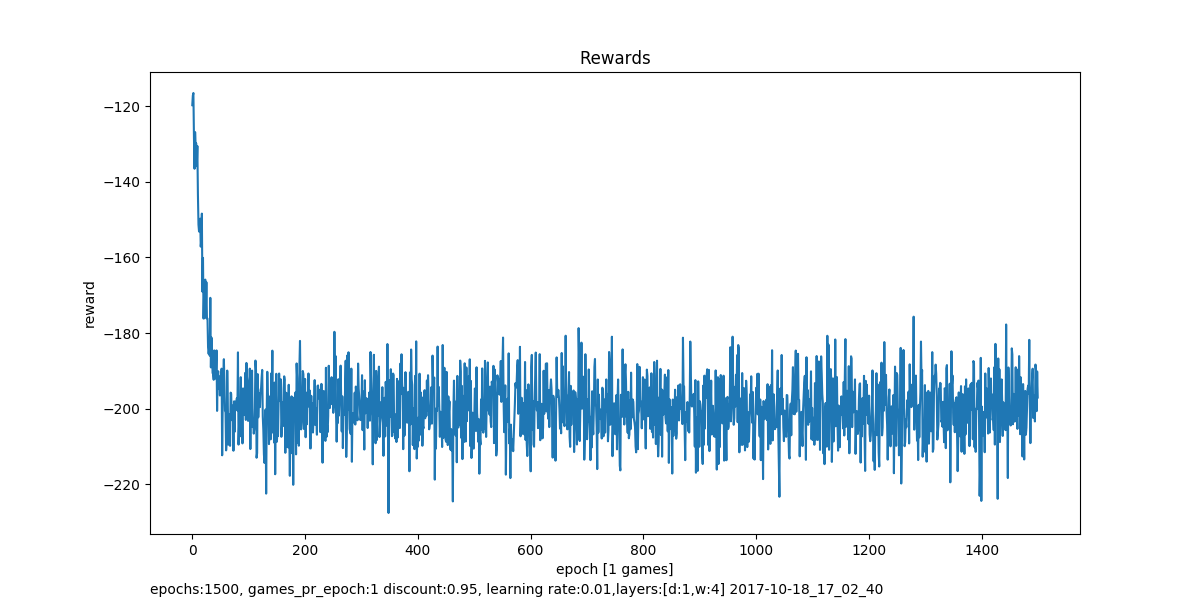 Rewards
−120
−140
−160
−180
−200
−220
reward
0 200 400 600 800 1000 1200 1400
epoch [1 games]
epochs:1500, games_pr_epoch:1 discount:0.95, learning rate:0.01,layers:[d:1,w:4] 2017-10-18_17_02_40